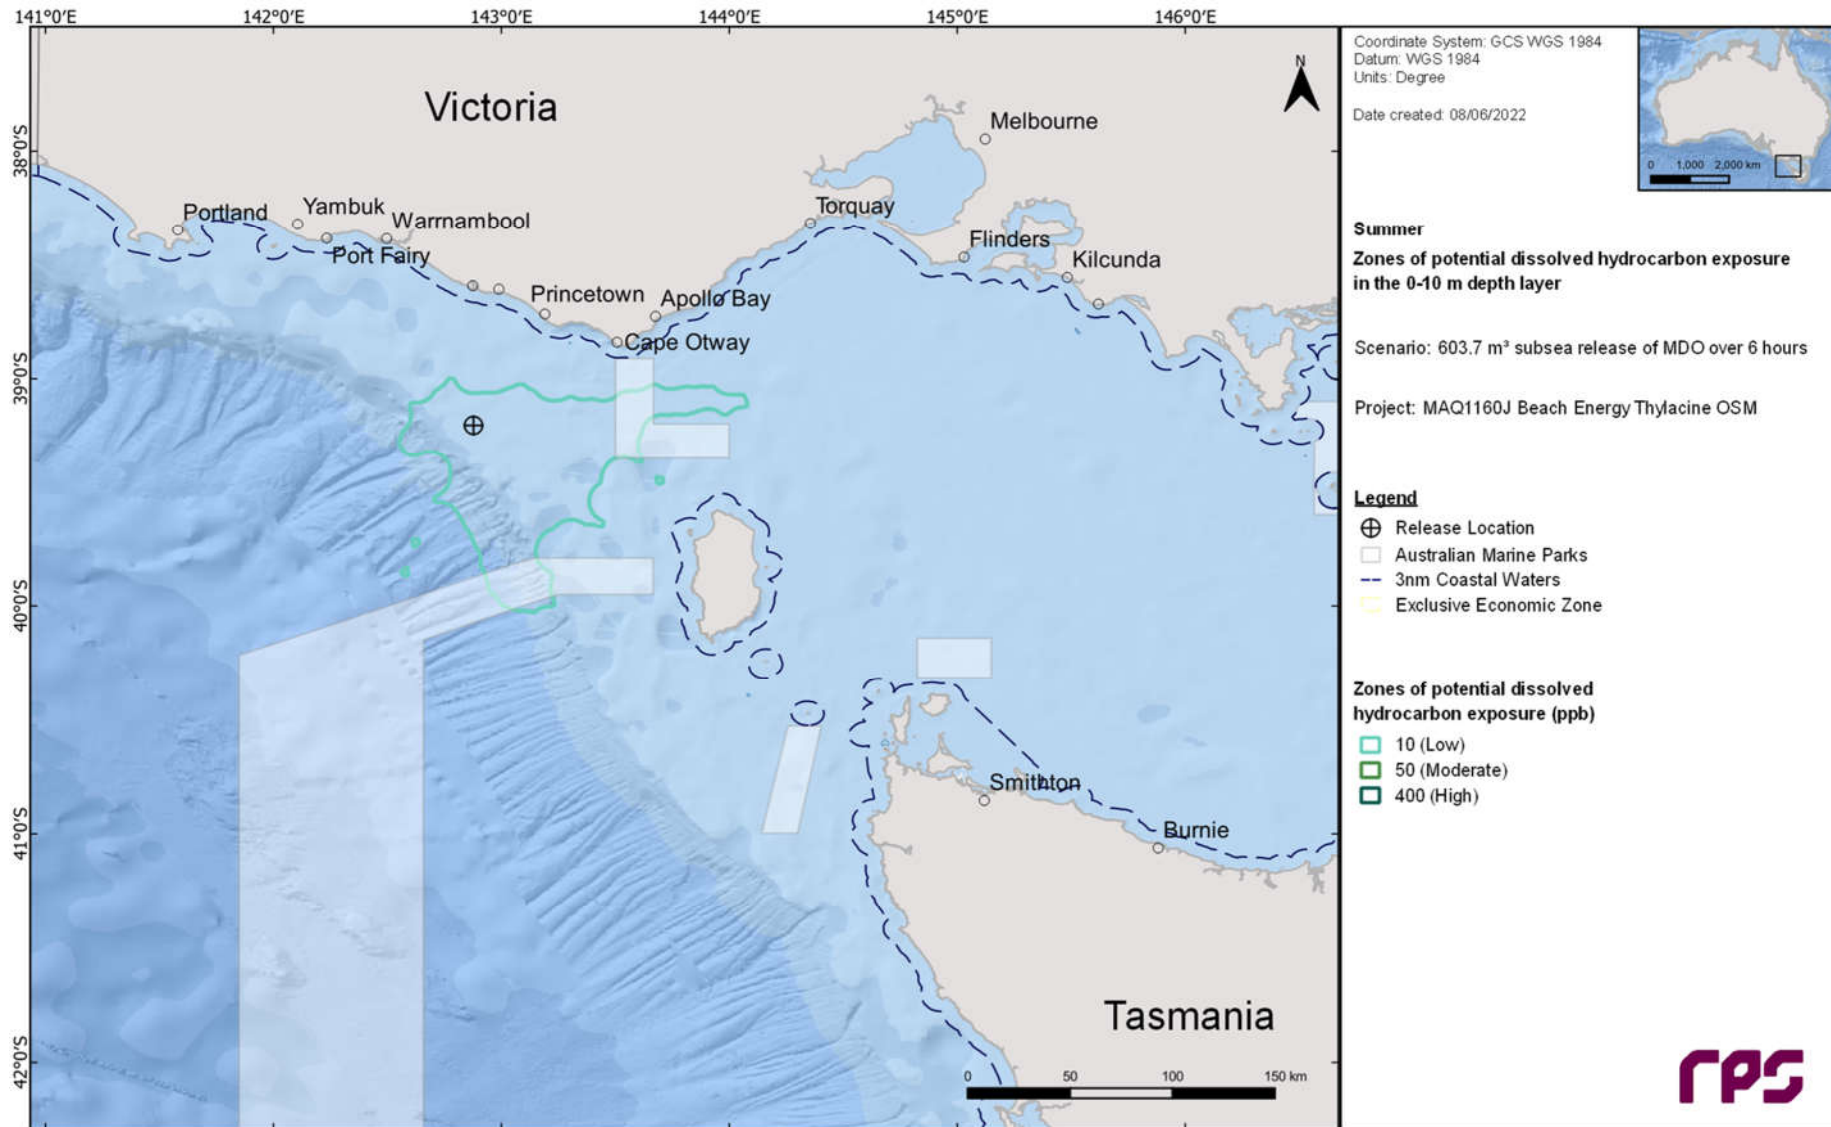 141°0'E 142°0'E 143°0'E 144°0'E 145°0'E 146°0'E
38°0'S
39°0'S
40°0'S
41°0'S
42°0'S
Victoria
N
Melbourne
Portland
Yambuk
Warrnambool
Port Fairy
Torquay
Flinders
Kilcunda
Princetown
Apollo Bay
Cape Otway
Smithton
Burnie
Tasmania
0 50 100 150 km
Coordinate System: GCS WGS 1984
Datum: WGS 1984
Units: Degree
Date created: 08/06/2022
0 1,000 2,000 km
Summer
Zones of potential dissolved hydrocarbon exposure
in the 0-10 m depth layer
Scenario: 603.7 m³ subsea release of MDO over 6 hours
Project: MAQ1160J Beach Energy Thylacine OSM
Legend
Release Location
Australian Marine Parks
3nm Coastal Waters
Exclusive Economic Zone
Zones of potential dissolved
hydrocarbon exposure (ppb)
10 (Low)
50 (Moderate)
400 (High)
rps